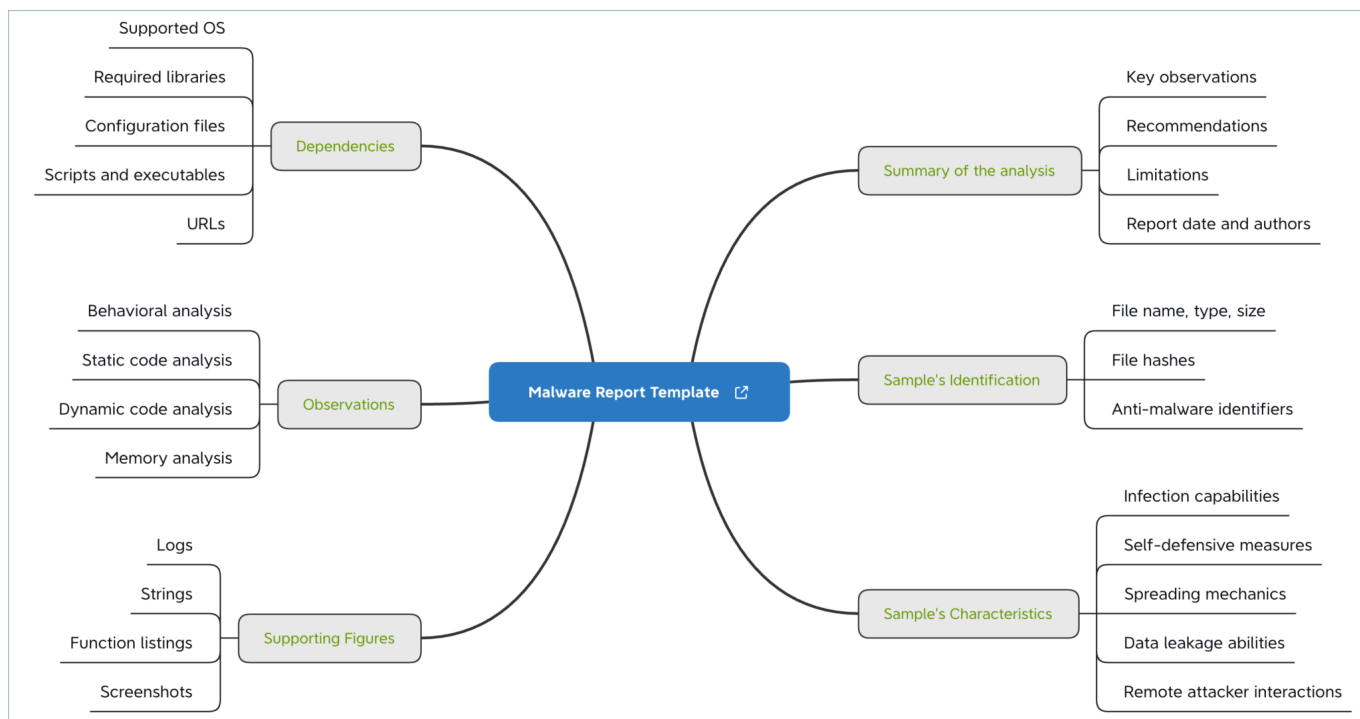 Supported OS
Required libraries
Configuration files
Scripts and executables
URLs
Dependencies
Behavioral analysis
Static code analysis
Dynamic code analysis
Memory analysis
Observations
Logs
Strings
Function listings
Screenshots
Supporting Figures
Malware Report Template
Summary of the analysis
Key observations
Recommendations
Limitations
Report date and authors
Sample's Identification
File name, type, size
File hashes
Anti-malware identifiers
Sample's Characteristics
Infection capabilities
Self-defensive measures
Spreading mechanics
Data leakage abilities
Remote attacker interactions